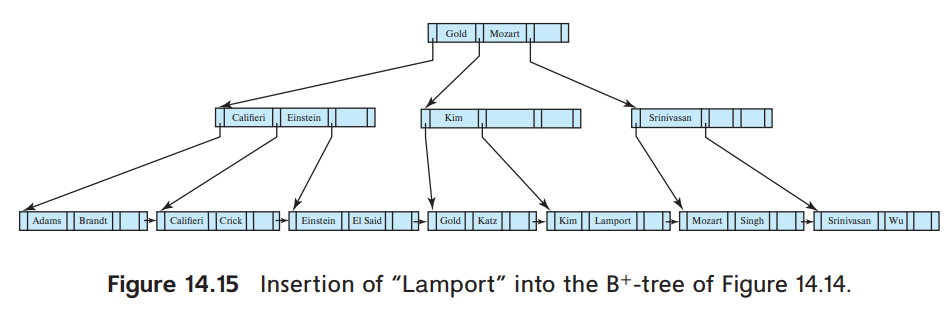 Gold Mozart
Califieri Einstein
Kim
Srinivasan
Adams Brandt
Califieri Crick
Einstein El Said
Gold Katz
Kim Lamport
Mozart Singh
Srinivasan Wu
Figure 14.15 Insertion of “Lamport” into the B+-tree of Figure 14.14.